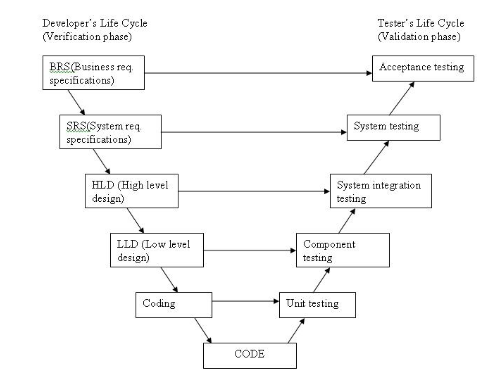 Developer's Life Cycle
(Verification phase)
Tester's Life Cycle
(Validation phase)
BRS(Business req.
specifications)
Acceptance testing
SRS(System req.
specifications)
System testing
HLD (High level
design)
System integration
testing
LLD (Low level
design)
Component
testing
Coding
Unit testing
CODE